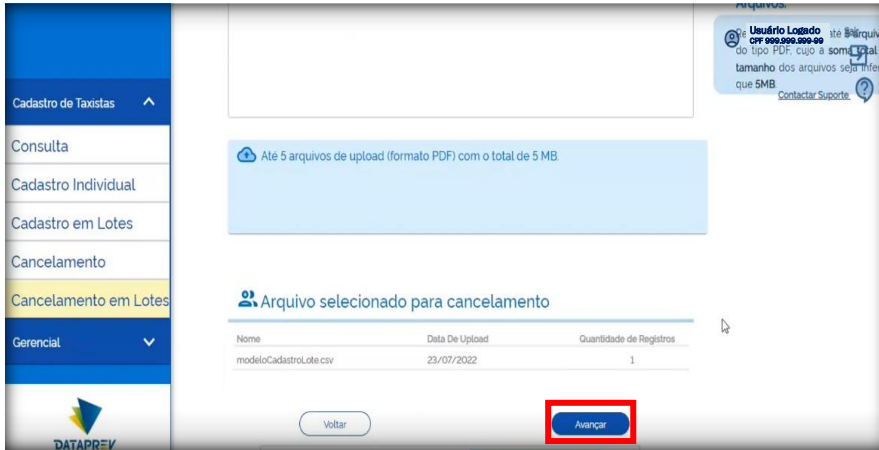 Cadastro de Taxistas
Consulta
Cadastro Individual
Cadastro em Lotes
Cancelamento
Cancelamento em Lotes
Gerencial
DATAPREV
Até 5 arquivos de upload (formato PDF) com o total de 5 MB.
Arquivo selecionado para cancelamento
Nome Data De Upload Quantidade de Registros
modeloCadastroLote.csv 23/07/2022 1
Voltar Avançar
Arquivos:
Usuário Logado até
CPF 999.999.999-99
do tipo PDF, cujo a soma total
tamanho dos arquivos seja
que 5MB
Contactar Suporte